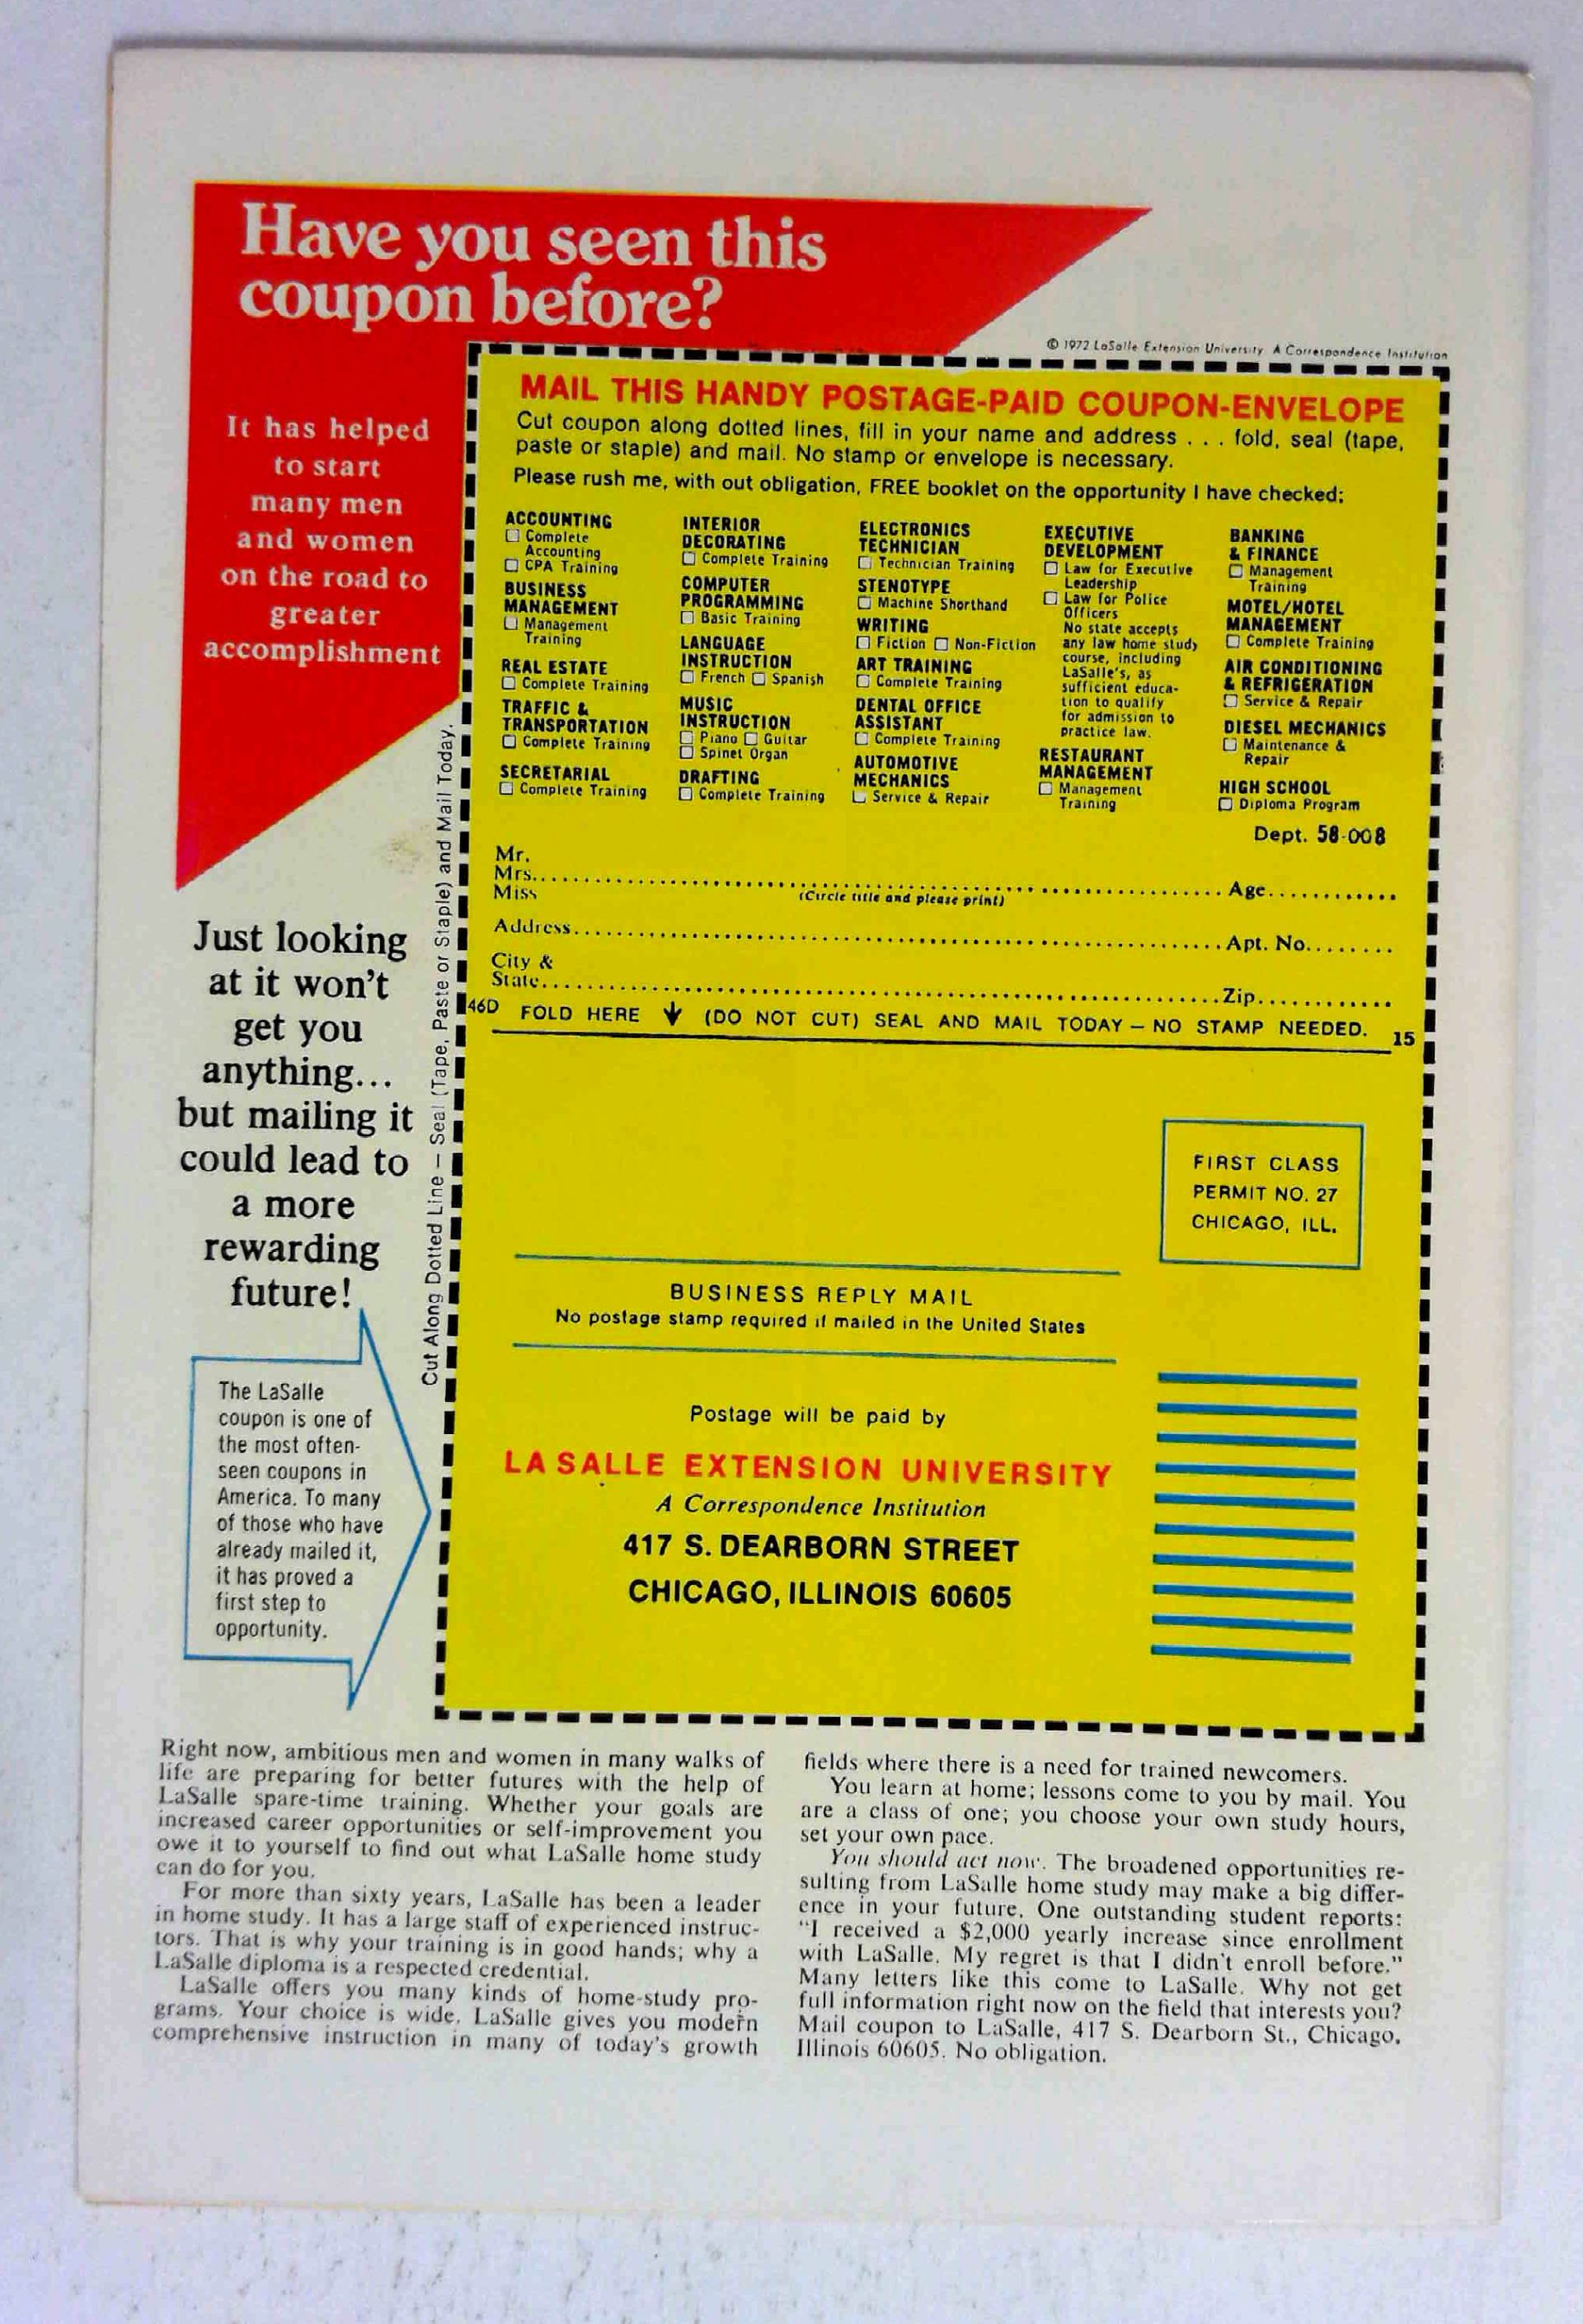 Have you seen this
coupon before?
© 1972 LaSalle Extension University A Correspondence Institution
It has helped
to start
many men
and women
on the road to
greater
accomplishment
Just looking
at it won't
get you
anything...
but mailing it
could lead to
a more
rewarding
future!
The LaSalle
coupon is one of
the most often-
seen coupons in
America. To many
of those who have
already mailed it,
it has proved a
first step to
opportunity.
Cut Along Dotted Line – Seal (Tape, Paste or Staple) and Mail Today.
MAIL THIS HANDY POSTAGE-PAID COUPON-ENVELOPE
Cut coupon along dotted lines, fill in your name and address . . . fold, seal (tape,
paste or staple) and mail. No stamp or envelope is necessary.
Please rush me, with out obligation, FREE booklet on the opportunity I have checked:
ACCOUNTING
☐ Complete
Accounting
☐ CPA Training
BUSINESS
MANAGEMENT
☐ Management
Training
REAL ESTATE
☐ Complete Training
TRAFFIC &
TRANSPORTATION
☐ Complete Training
SECRETARIAL
☐ Complete Training
INTERIOR
DECORATING
☐ Complete Training
COMPUTER
PROGRAMMING
☐ Basic Training
LANGUAGE
INSTRUCTION
☐ French ☐ Spanish
MUSIC
INSTRUCTION
☐ Piano ☐ Guitar
☐ Spinet Organ
DRAFTING
☐ Complete Training
ELECTRONICS
TECHNICIAN
☐ Technician Training
STENOTYPE
☐ Machine Shorthand
WRITING
☐ Fiction ☐ Non-Fiction
ART TRAINING
☐ Complete Training
DENTAL OFFICE
ASSISTANT
☐ Complete Training
AUTOMOTIVE
MECHANICS
☐ Service & Repair
EXECUTIVE
DEVELOPMENT
☐ Law for Executive
Leadership
☐ Law for Police
Officers
No state accepts
any law home study
course, including
LaSalle's, as
sufficient educa-
tion to qualify
for admission to
practice law.
RESTAURANT
MANAGEMENT
☐ Management
Training
BANKING
& FINANCE
☐ Management
Training
MOTEL/HOTEL
MANAGEMENT
☐ Complete Training
AIR CONDITIONING
& REFRIGERATION
☐ Service & Repair
DIESEL MECHANICS
☐ Maintenance &
Repair
HIGH SCHOOL
☐ Diploma Program
Dept. 58-008
Mr.
Mrs. Age
Miss (Circle title and please print)
Address Apt. No.
City &
State Zip
46D FOLD HERE ↓ (DO NOT CUT) SEAL AND MAIL TODAY – NO STAMP NEEDED. 15
FIRST CLASS
PERMIT NO. 27
CHICAGO, ILL.
BUSINESS REPLY MAIL
No postage stamp required if mailed in the United States
Postage will be paid by
LA SALLE EXTENSION UNIVERSITY
A Correspondence Institution
417 S. DEARBORN STREET
CHICAGO, ILLINOIS 60605
Right now, ambitious men and women in many walks of
life are preparing for better futures with the help of
LaSalle spare-time training. Whether your goals are
increased career opportunities or self-improvement you
owe it to yourself to find out what LaSalle home study
can do for you.
For more than sixty years, LaSalle has been a leader
in home study. It has a large staff of experienced instruc-
tors. That is why your training is in good hands; why a
LaSalle diploma is a respected credential.
LaSalle offers you many kinds of home-study pro-
grams. Your choice is wide. LaSalle gives you modern
comprehensive instruction in many of today's growth
fields where there is a need for trained newcomers.
You learn at home; lessons come to you by mail. You
are a class of one; you choose your own study hours,
set your own pace.
You should act now. The broadened opportunities re-
sulting from LaSalle home study may make a big differ-
ence in your future. One outstanding student reports:
"I received a $2,000 yearly increase since enrollment
with LaSalle. My regret is that I didn't enroll before."
Many letters like this come to LaSalle. Why not get
full information right now on the field that interests you?
Mail coupon to LaSalle, 417 S. Dearborn St., Chicago,
Illinois 60605. No obligation.